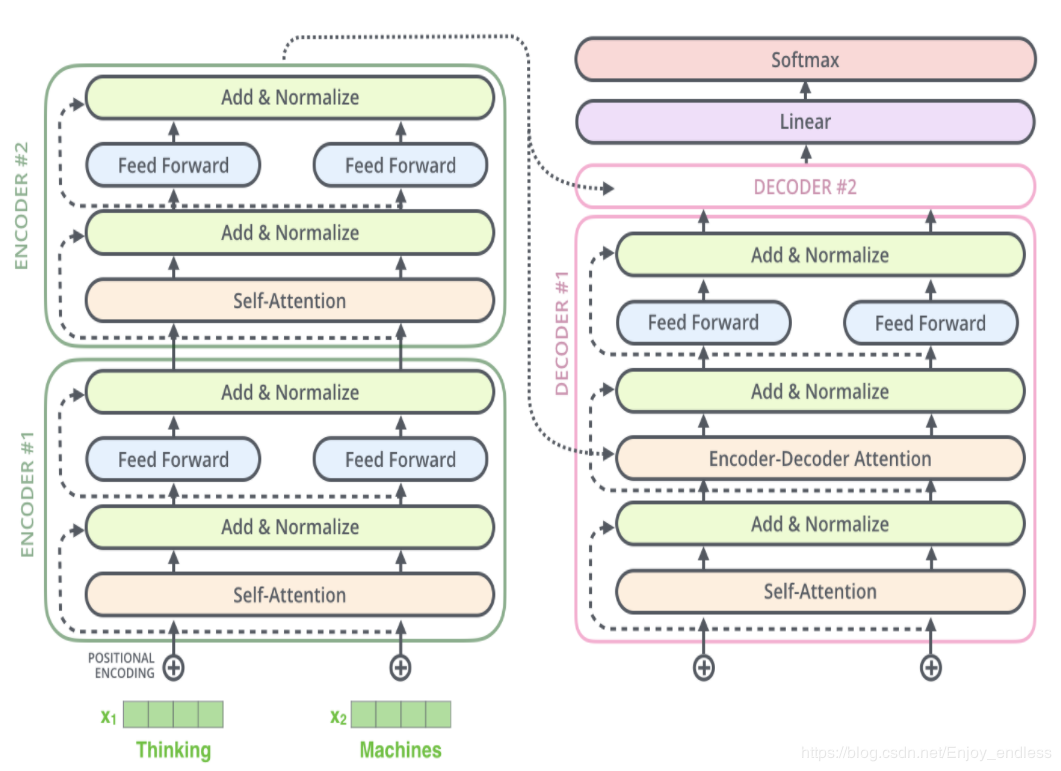 ENCODER #2
Add & Normalize
Feed Forward
Feed Forward
Add & Normalize
Self-Attention
ENCODER #1
Add & Normalize
Feed Forward
Feed Forward
Add & Normalize
Self-Attention
POSITIONAL
ENCODING
x1
x2
Thinking
Machines
Softmax
Linear
DECODER #2
DECODER #1
Add & Normalize
Feed Forward
Feed Forward
Add & Normalize
Encoder-Decoder Attention
Add & Normalize
Self-Attention
https://blog.csdn.net/Enjoy_endless